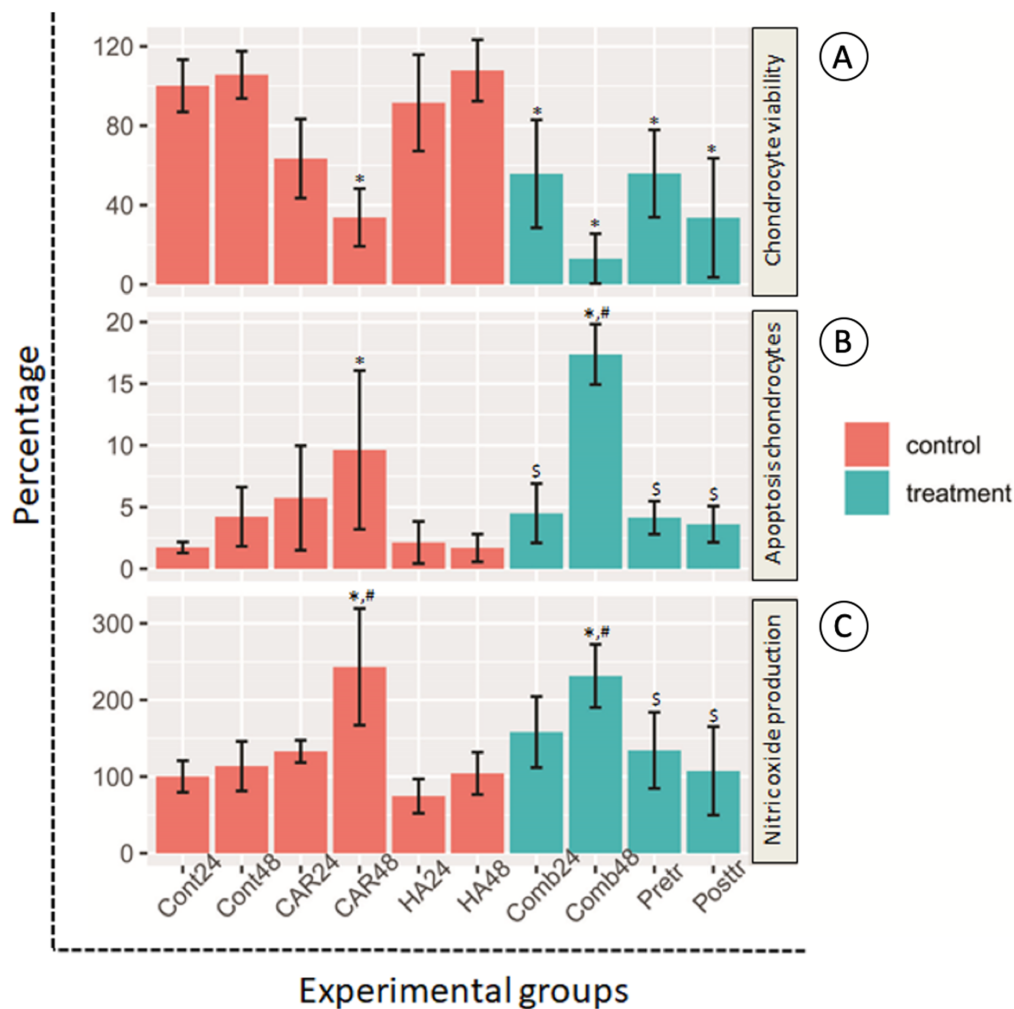 Percentage
120
80
40
0
*
*
*
*
*
Chondrocyte viability
A
20
15
10
5
0
*
$
*,#
$
$
Apoptosis chondrocytes
B
control
treatment
300
200
100
0
*,#
*,#
$
$
Nitric oxide production
C
Cont24
Cont48
CAR24
CAR48
HA24
HA48
Comb24
Comb48
Pretr
Posttr
Experimental groups